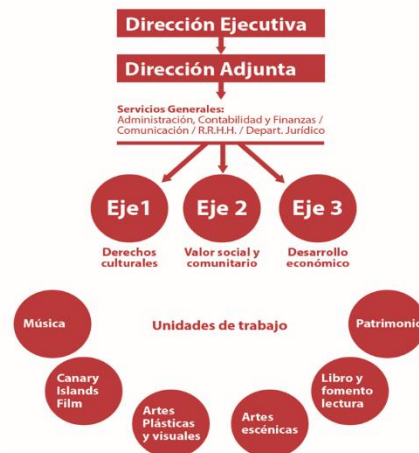 Dirección Ejecutiva
Dirección Adjunta
Servicios Generales:
Administración, Contabilidad y Finanzas /
Comunicación / R.R.H.H. / Depart. Jurídico
Eje1
Eje 2
Eje 3
Derechos
culturales
Valor social y
comunitario
Desarrollo
económico
Unidades de trabajo
Música
Patrimonio
Canary
Islands
Film
Libro y
fomento
lectura
Artes
Plásticas
y visuales
Artes
escénicas